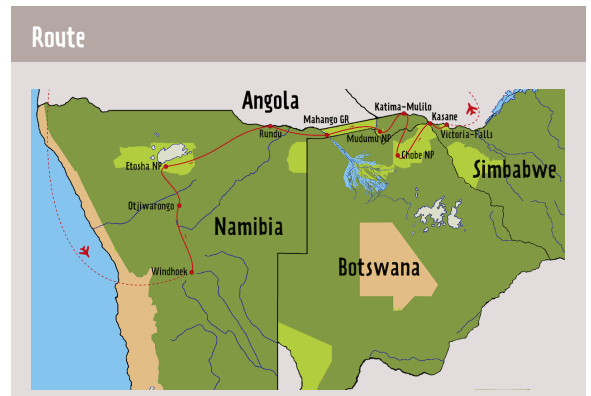 Route
Angola
Katima-Mulilo
Mahango GR
Kasane
Rundu
Mudumu NP
Victoria-Falls
Etosha NP
Chobe NP
Simbabwe
Otjiwarongo
Namibia
Botswana
Windhoek